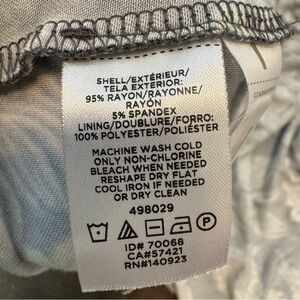 SHELL/EXTÉRIEUR/
TELA EXTERIOR:
95% RAYON/RAYONNE/
RAYÓN
5% SPANDEX
LINING/DOUBLURE/FORRO:
100% POLYESTER/POLIÉSTER
MACHINE WASH COLD
ONLY NON-CHLORINE
BLEACH WHEN NEEDED
RESHAPE DRY FLAT
COOL IRON IF NEEDED
OR DRY CLEAN
498029
ID# 70068
CA#57421
RN#140923